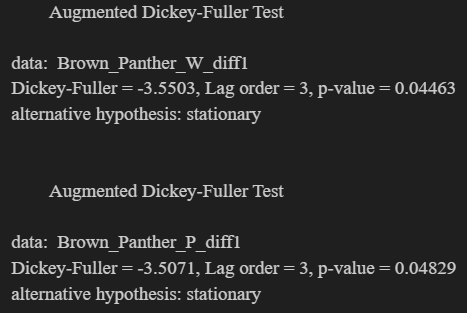 Augmented Dickey-Fuller Test
data: Brown_Panther_W_diff1
Dickey-Fuller = -3.5503, Lag order = 3, p-value = 0.04463
alternative hypothesis: stationary
Augmented Dickey-Fuller Test
data: Brown_Panther_P_diff1
Dickey-Fuller = -3.5071, Lag order = 3, p-value = 0.04829
alternative hypothesis: stationary